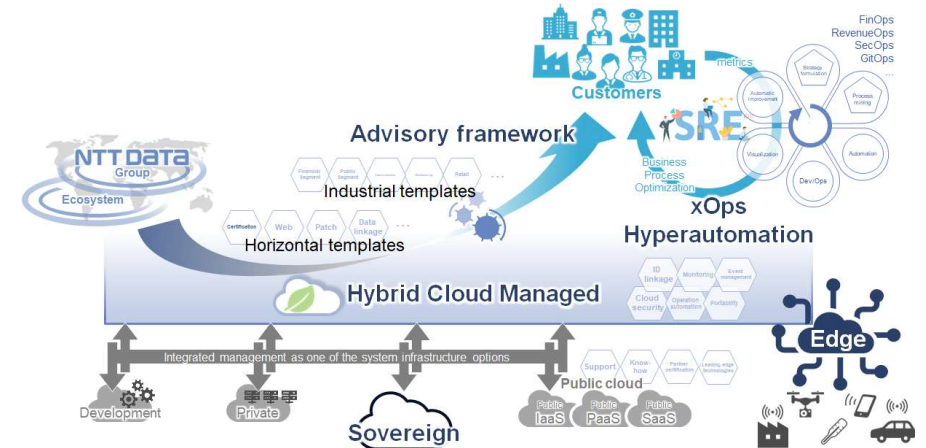 FinOps
RevenueOps
SecOps
GitOps
...
metrics
Strategy
formulation
Automatic
improvement
Process
mining
Customers
SRE
Advisory framework
Visualization
Automation
NTT DATA
Group
Ecosystem
Business
Process
Optimization
Dev/Ops
Financial
Segment
Public
Segment
Retail
...
Industrial templates
xOps
Hyperautomation
Certification
Web
Patch
Data
linkage
...
Horizontal templates
ID
linkage
Monitoring
Event
management
Hybrid Cloud Managed
Cloud
security
Operation
automation
Portability
Edge
Integrated management as one of the system infrastructure options
Support
Know-
how
Partner
certification
Leading edge
technologies
Public cloud
Development
Private
Sovereign
Public
IaaS
Public
PaaS
Public
SaaS